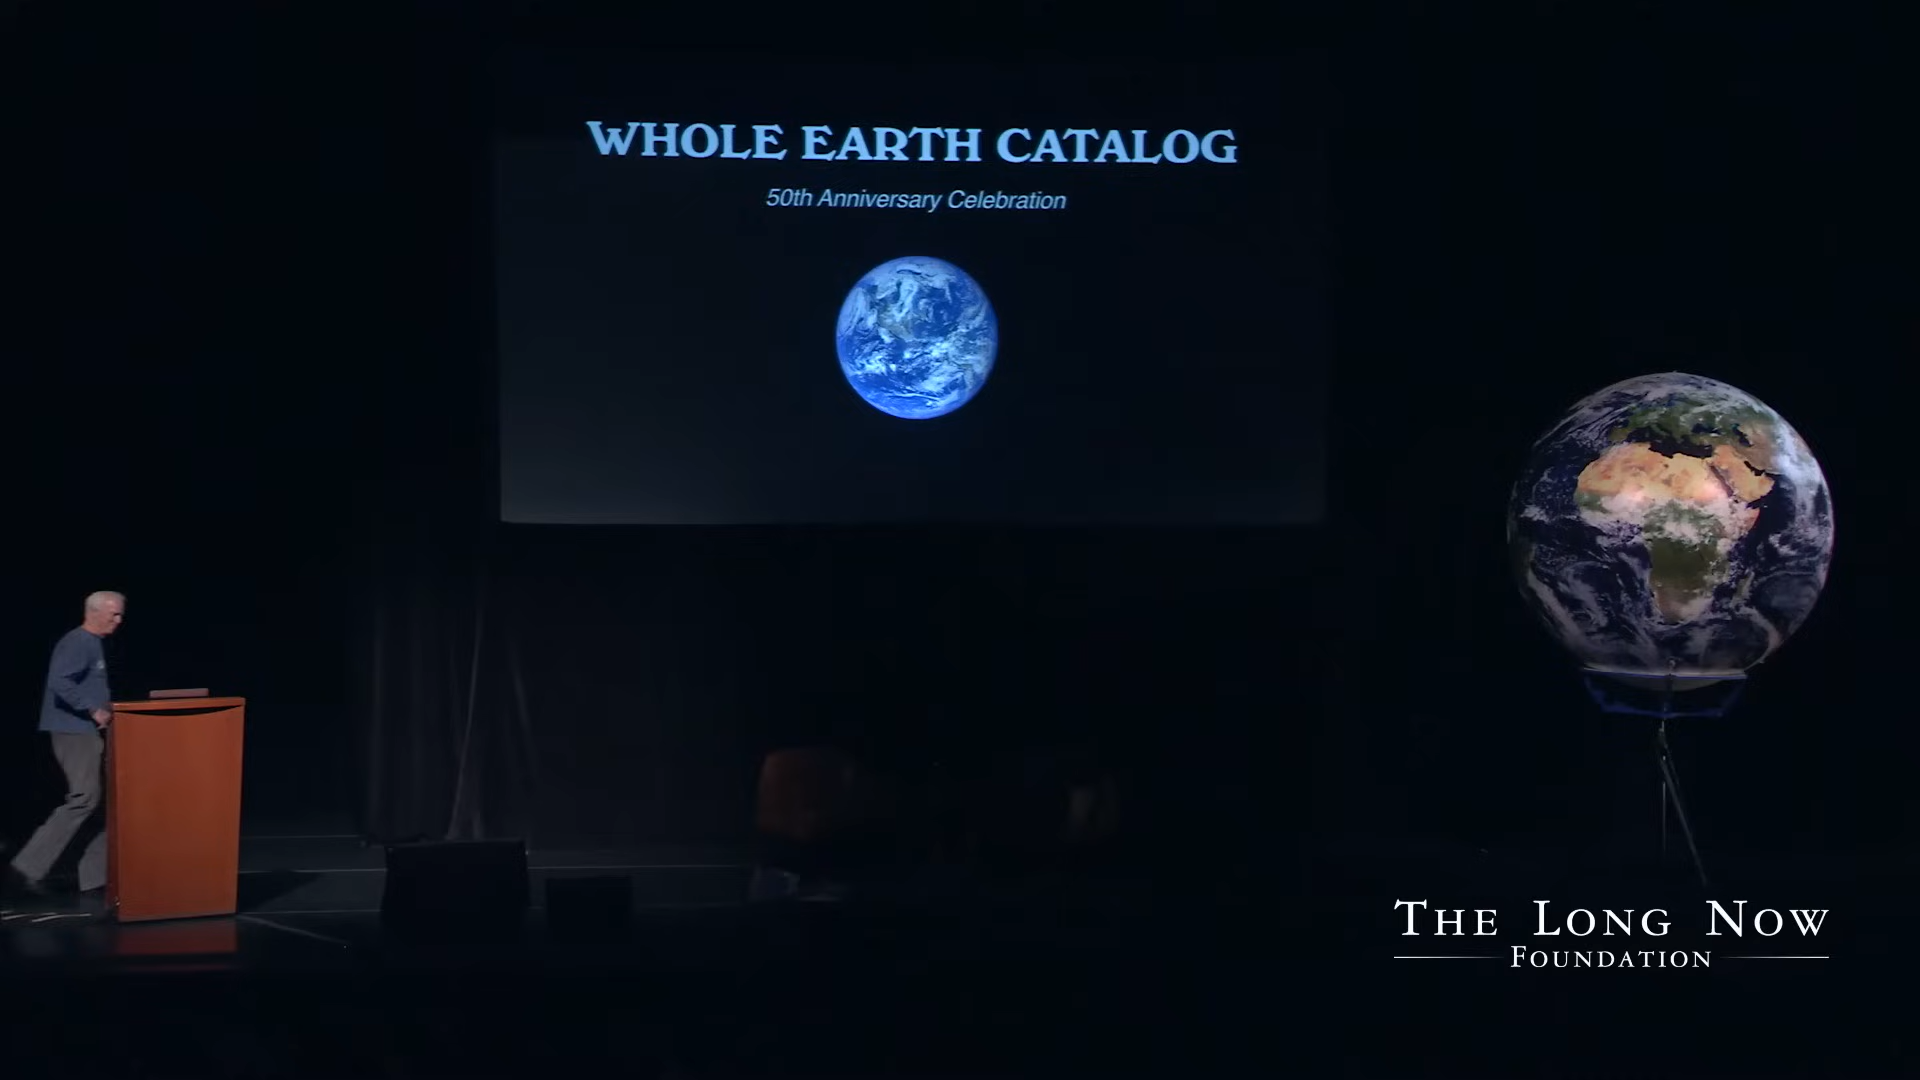 WHOLE EARTH CATALOG
50th Anniversary Celebration
THE LONG NOW
FOUNDATION